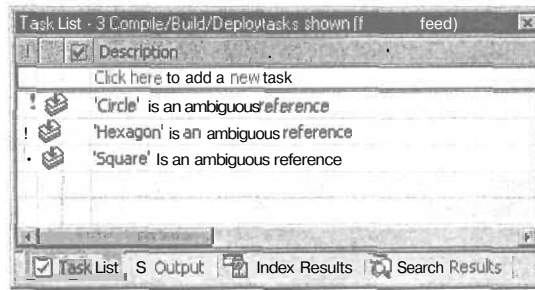 Task List - 3 Compile/Build/Deploy tasks shown (f feed)
! Description
Click here to add a new task
! 'Circle' is an ambiguous reference
! 'Hexagon' is an ambiguous reference
'Square' Is an ambiguous reference
Task List S Output Index Results Search Results